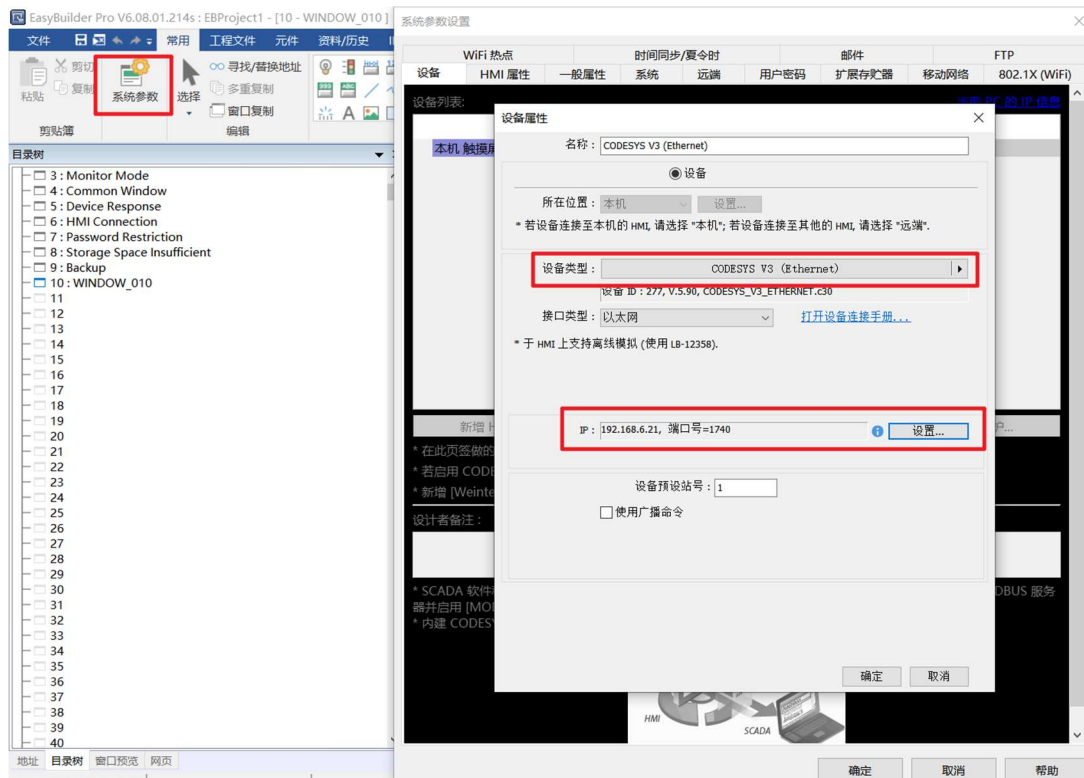 EasyBuilder Pro V6.08.01.214s : EBProject1 - [10 - WINDOW_010 ]
文件 常用 工程文件 元件 资料/历史
粘贴 剪切 复制 系统参数 选择 寻找/替换地址 多重复制 窗口复制
剪贴簿 编辑
目录树
3 : Monitor Mode
4 : Common Window
5 : Device Response
6 : HMI Connection
7 : Password Restriction
8 : Storage Space Insufficient
9 : Backup
10 : WINDOW_010
11
12
13
14
15
16
17
18
19
20
21
22
23
24
25
26
27
28
29
30
31
32
33
34
35
36
37
38
39
40
地址 目录树 窗口预览 网页
系统参数设置
WiFi 热点 时间同步/夏令时 邮件 FTP
设备 HMI 属性 一般属性 系统 远端 用户密码 扩展存贮器 移动网络 802.1X (WiFi)
设备列表: PC 的 IP 信息
本机 触摸屏
新增
* 在此页签做的
* 若启用 CODE
* 新增 [Weinte
设计者备注 :
* SCADA 软件 DBUS 服务
器并启用 [MO
* 内建 CODESY
HMI
SCADA
确定 取消 帮助
设备属性
名称 : CODESYS V3 (Ethernet)
设备
所在位置 : 本机 设置...
* 若设备连接至本机的 HMI, 请选择 "本机"; 若设备连接至其他的 HMI, 请选择 "远端".
设备类型 : CODESYS V3 (Ethernet)
设备 ID : 277, V.5.90, CODESYS_V3_ETHERNET.c30
接口类型 : 以太网 打开设备连接手册...
* 于 HMI 上支持离线模拟 (使用 LB-12358).
IP : 192.168.6.21, 端口号=1740 设置...
设备预设站号 : 1
使用广播命令
确定 取消